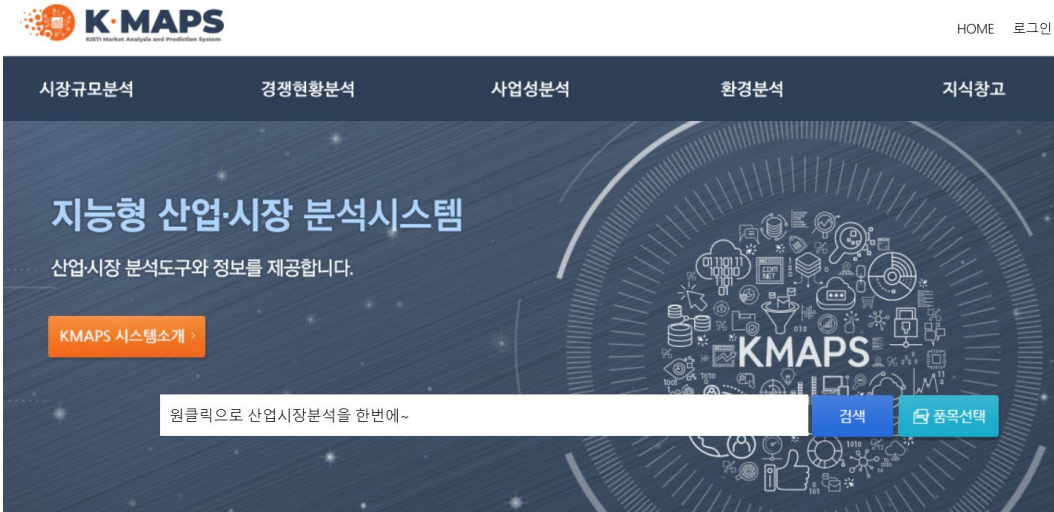 K·MAPS
KISTI Market Analysis and Prediction System
HOME 로그인
시장규모분석 경쟁현황분석 사업성분석 환경분석 지식창고
지능형 산업·시장 분석시스템
산업·시장 분석도구와 정보를 제공합니다.
KMAPS 시스템소개 >
KMAPS
원클릭으로 산업시장분석을 한번에~
검색 품목선택